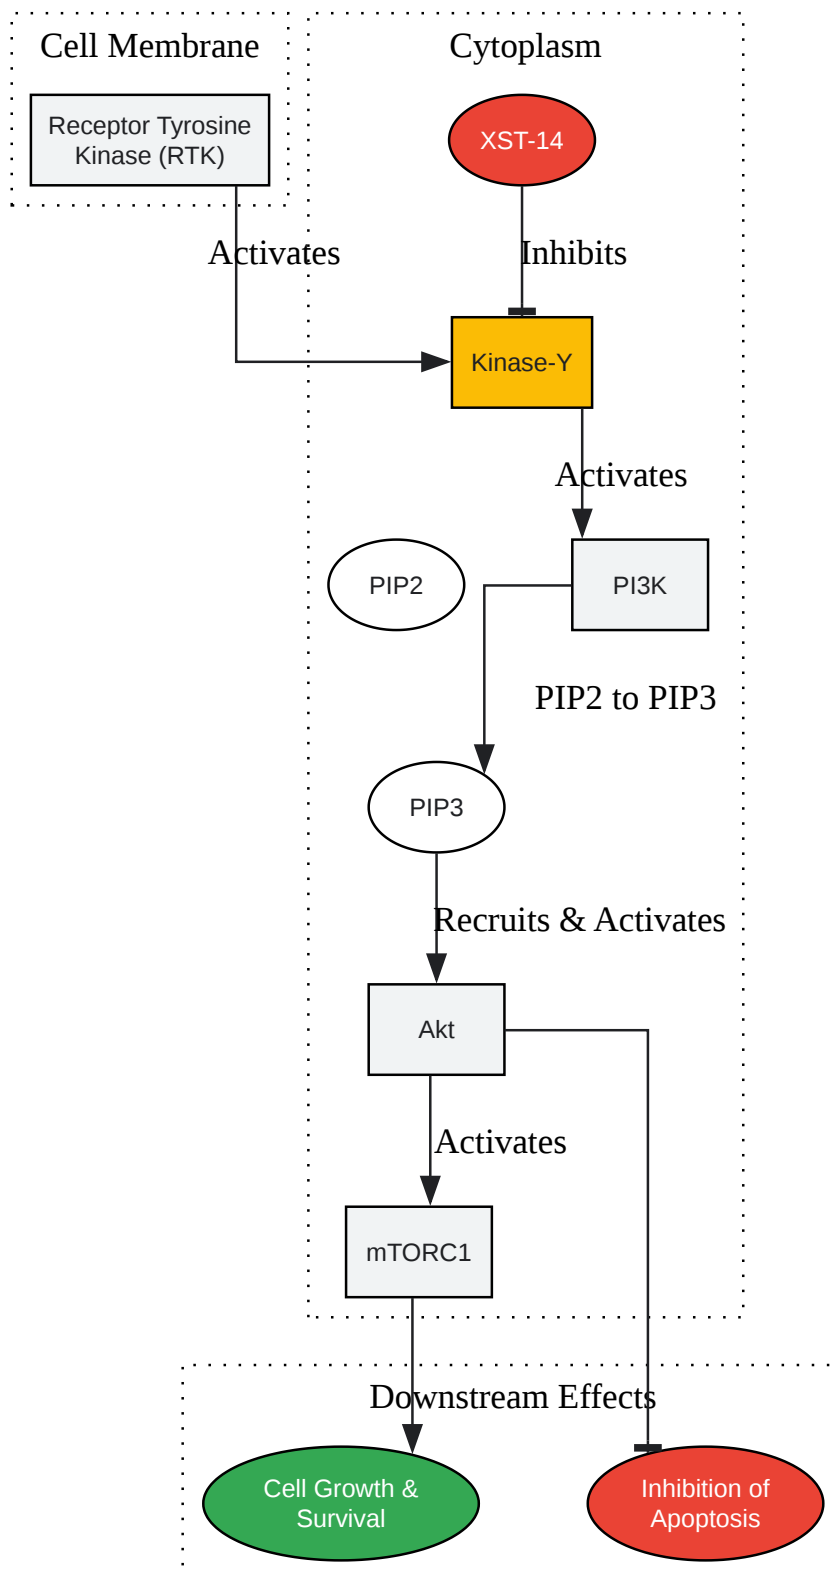 Cell Membrane
Cytoplasm
Receptor Tyrosine
Kinase (RTK)
XST-14
Activates
Inhibits
Kinase-Y
Activates
PIP2
PI3K
PIP2 to PIP3
PIP3
Recruits & Activates
Akt
Activates
mTORC1
Downstream Effects
Cell Growth &
Survival
Inhibition of
Apoptosis